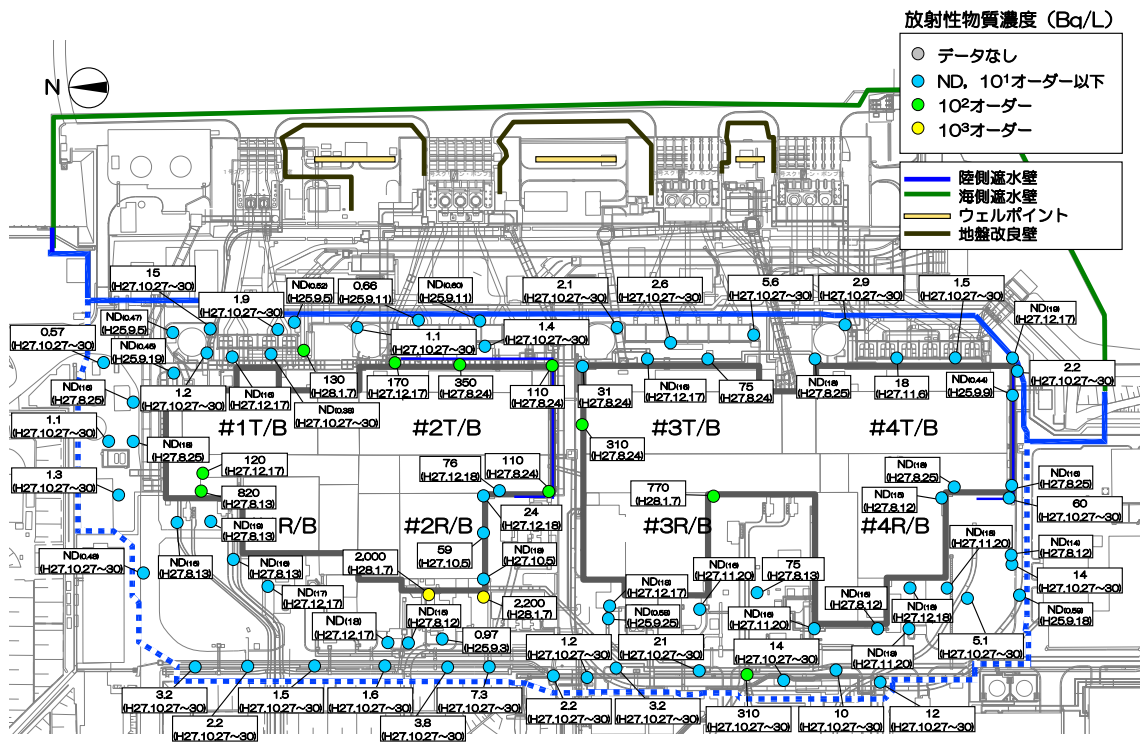 放射性物質濃度（Bq/L）
データなし
ND，10¹オーダー以下
10²オーダー
10³オーダー
陸側遮水壁
海側遮水壁
ウェルポイント
地盤改良壁
N
15
(H27.10.27～30)
1.9
(H27.10.27～30)
ND(0.52)
(H25.9.5)
0.66
(H25.9.11)
ND(0.60)
(H25.9.11)
2.1
(H27.10.27～30)
2.6
(H27.10.27～30)
5.6
(H27.10.27～30)
2.9
(H27.10.27～30)
1.5
(H27.10.27～30)
ND(19)
(H27.12.17)
0.57
(H27.10.27～30)
ND(0.47)
(H25.9.5)
1.1
(H27.10.27～30)
1.4
(H27.10.27～30)
(H25.9.19)
2.2
(H27.10.27～30)
ND(16)
(H27.8.25)
1.2
(H27.10.27～30)
ND(16)
(H27.12.17)
130
(H28.1.7)
ND(0.38)
(H27.10.27～30)
170
(H27.12.17)
350
(H27.8.24)
110
(H27.8.24)
31
(H27.8.24)
ND(16)
(H27.12.17)
75
(H27.8.24)
ND(18)
(H27.8.25)
18
(H27.11.6)
ND(0.44)
(H25.9.9)
1.1
(H27.10.27～30)
ND(18)
(H27.8.25)
#1T/B
#2T/B
#3T/B
#4T/B
310
(H27.8.24)
1.3
(H27.10.27～30)
120
(H27.12.17)
820
(H27.8.13)
76
(H27.12.18)
110
(H27.8.24)
ND(16)
(H27.8.25)
ND(16)
(H27.8.25)
770
(H28.1.7)
ND(18)
(H27.8.12)
60
(H27.10.27～30)
R/B
#2R/B
#3R/B
#4R/B
ND(19)
(H27.8.13)
24
(H27.12.18)
59
(H27.10.5)
ND(18)
(H27.10.5)
ND(16)
(H27.8.13)
ND(16)
(H27.8.13)
2,000
(H28.1.7)
ND(16)
(H27.11.20)
75
(H27.8.13)
ND(18)
(H27.11.20)
ND(14)
(H27.8.12)
14
(H27.10.27～30)
(H27.10.27～30)
ND(17)
(H27.12.17)
ND(18)
(H27.12.17)
ND(15)
(H27.8.12)
2,200
(H28.1.7)
0.97
(H25.9.3)
ND(13)
(H27.12.17)
ND(0.59)
(H25.9.25)
ND(16)
(H27.11.20)
ND(16)
(H27.8.12)
ND(18)
(H27.12.18)
ND(0.59)
(H25.9.18)
1.2
(H27.10.27～30)
21
(H27.10.27～30)
14
(H27.10.27～30)
ND(19)
(H27.11.20)
5.1
(H27.10.27～30)
3.2
(H27.10.27～30)
2.2
(H27.10.27～30)
1.5
(H27.10.27～30)
1.6
(H27.10.27～30)
3.8
(H27.10.27～30)
7.3
(H27.10.27～30)
2.2
(H27.10.27～30)
3.2
(H27.10.27～30)
310
(H27.10.27～30)
10
(H27.10.27～30)
12
(H27.10.27～30)